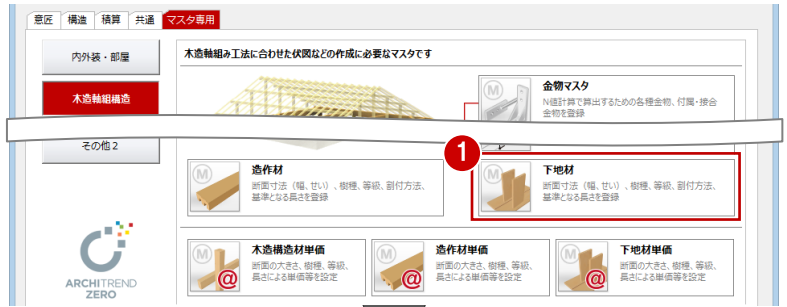 意匠 構造 積算 共通 マスタ専用
内外装・部屋
木造軸組構造
その他2
木造軸組み工法に合わせた伏図などの作成に必要なマスタです
M
金物マスタ
N値計算で算出するための各種金物、付属・接合
金物を登録
1
M
造作材
断面寸法（幅、せい）、樹種、等級、割付方法、
基準となる長さを登録
M
下地材
断面寸法（幅、せい）、樹種、等級、割付方法、
基準となる長さを登録
M
@
木造構造材単価
断面の大きさ、樹種、等級、
長さによる単価等を設定
M
@
造作材単価
断面の大きさ、樹種、等級、
長さによる単価等を設定
M
@
下地材単価
断面の大きさ、樹種、等級、
長さによる単価等を設定
ARCHITREND
ZERO